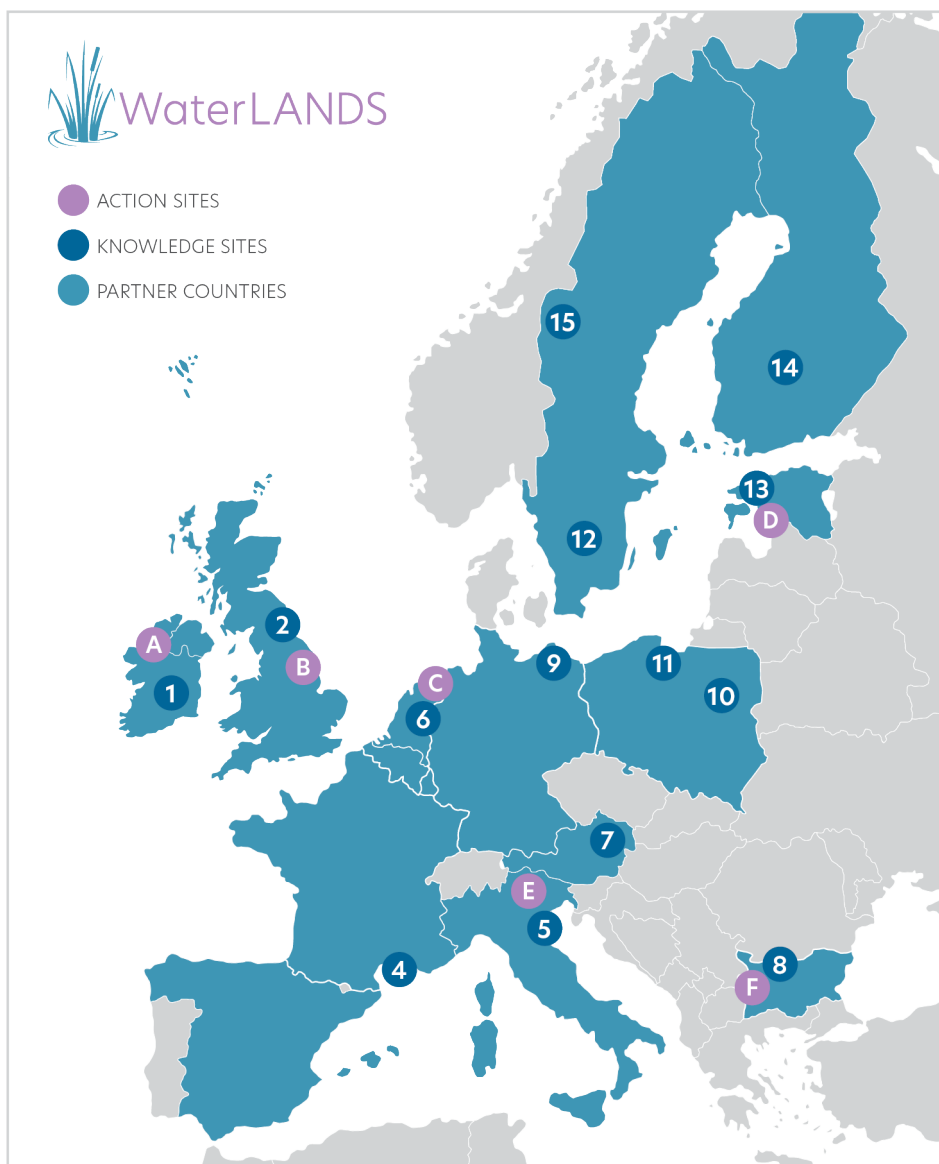 WaterLANDS
ACTION SITES
KNOWLEDGE SITES
PARTNER COUNTRIES
15
14
13
D
12
2
A
B
9
11
C
1
10
6
7
E
5
4
8
F